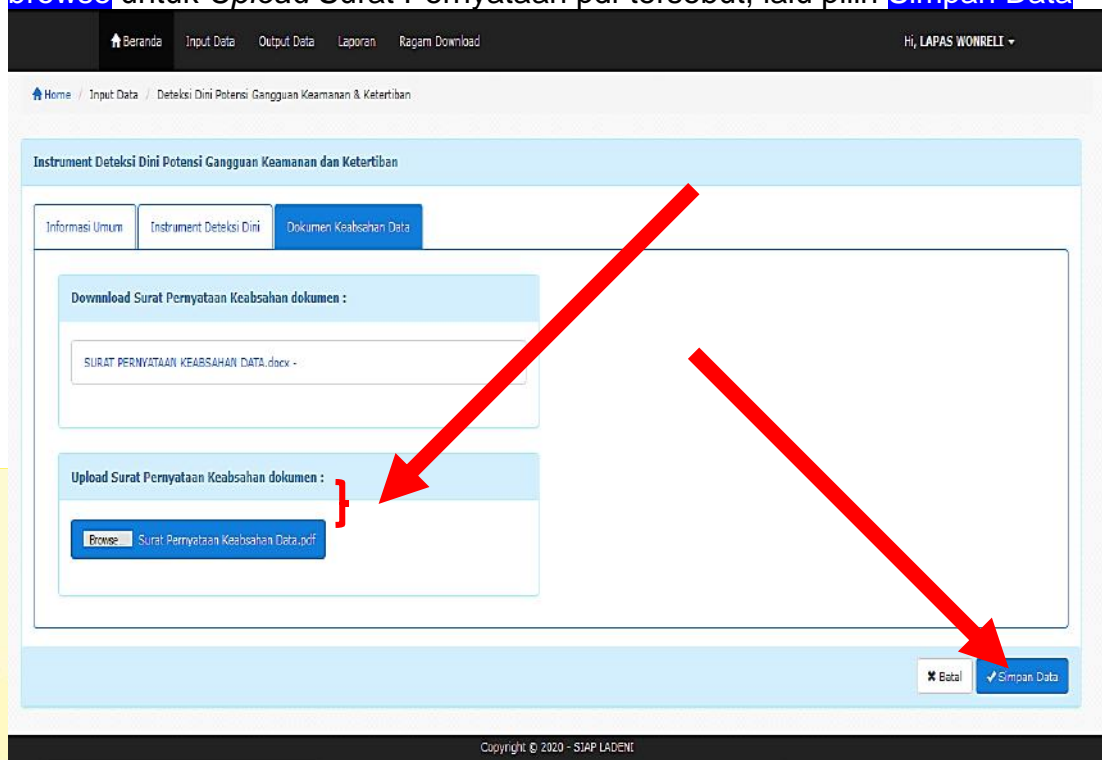 browse untuk Upload Surat Pernyataan pdf tersebut, lalu pilih Simpan Data
Beranda Input Data Output Data Laporan Ragam Download Hi, LAPAS WONRELI
Home / Input Data / Deteksi Dini Potensi Gangguan Keamanan & Ketertiban
Instrument Deteksi Dini Potensi Gangguan Keamanan dan Ketertiban
Informasi Umum Instrument Deteksi Dini Dokumen Keabsahan Data
Downnload Surat Pernyataan Keabsahan dokumen :
SURAT PERNYATAAN KEABSAHAN DATA.docx -
Upload Surat Pernyataan Keabsahan dokumen :
}
Browse... Surat Pernyataan Keabsahan Data.pdf
Batal Simpan Data
Copyright © 2020 - SIAP LADENI